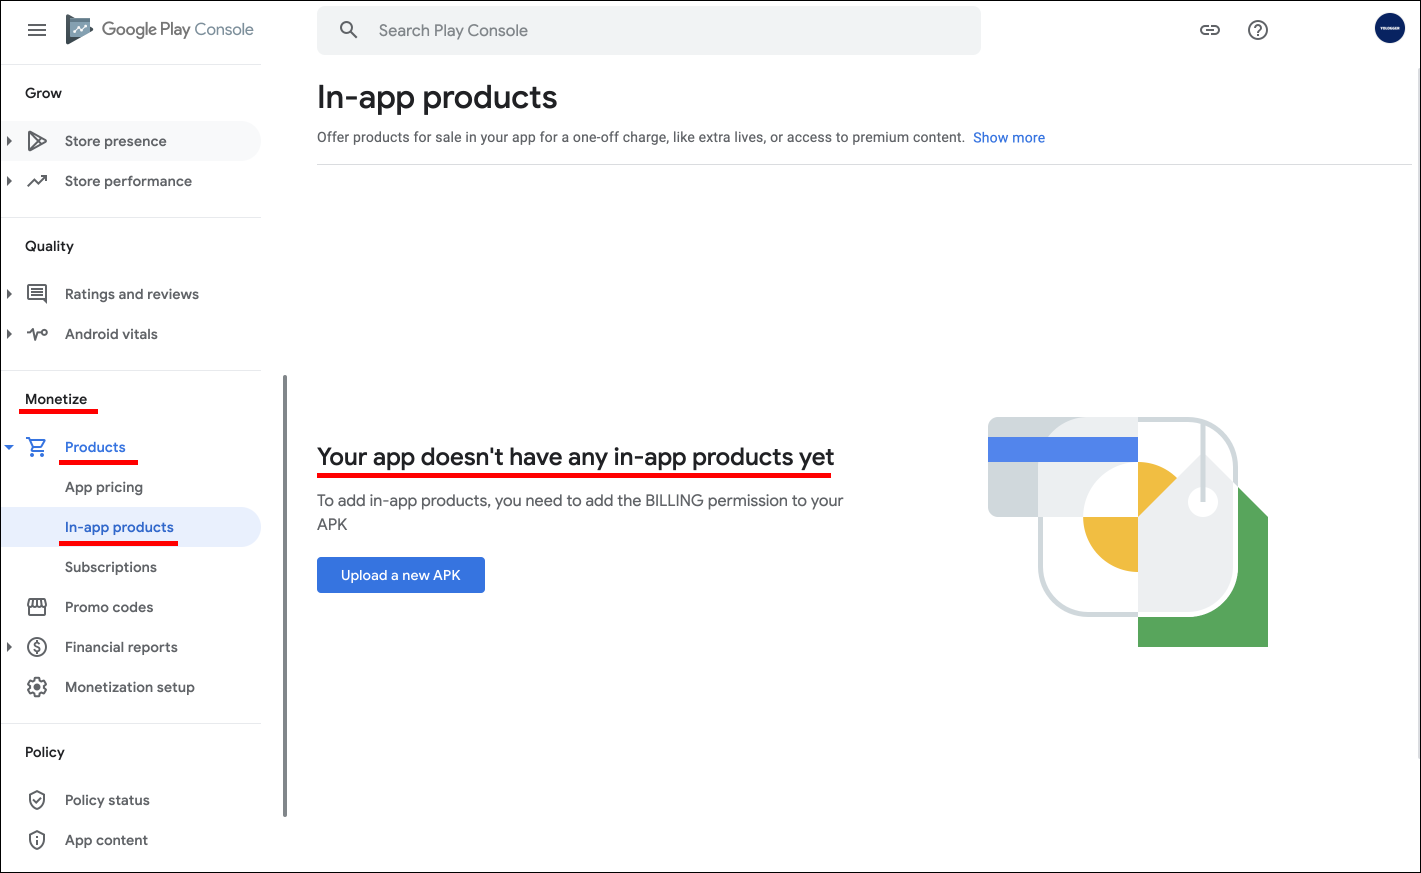 Google Play Console
Search Play Console
Grow
Store presence
Store performance
Quality
Ratings and reviews
Android vitals
Monetize
Products
App pricing
In-app products
Subscriptions
Promo codes
Financial reports
Monetization setup
Policy
Policy status
App content
In-app products
Offer products for sale in your app for a one-off charge, like extra lives, or access to premium content. Show more
Your app doesn't have any in-app products yet
To add in-app products, you need to add the BILLING permission to your
APK
Upload a new APK